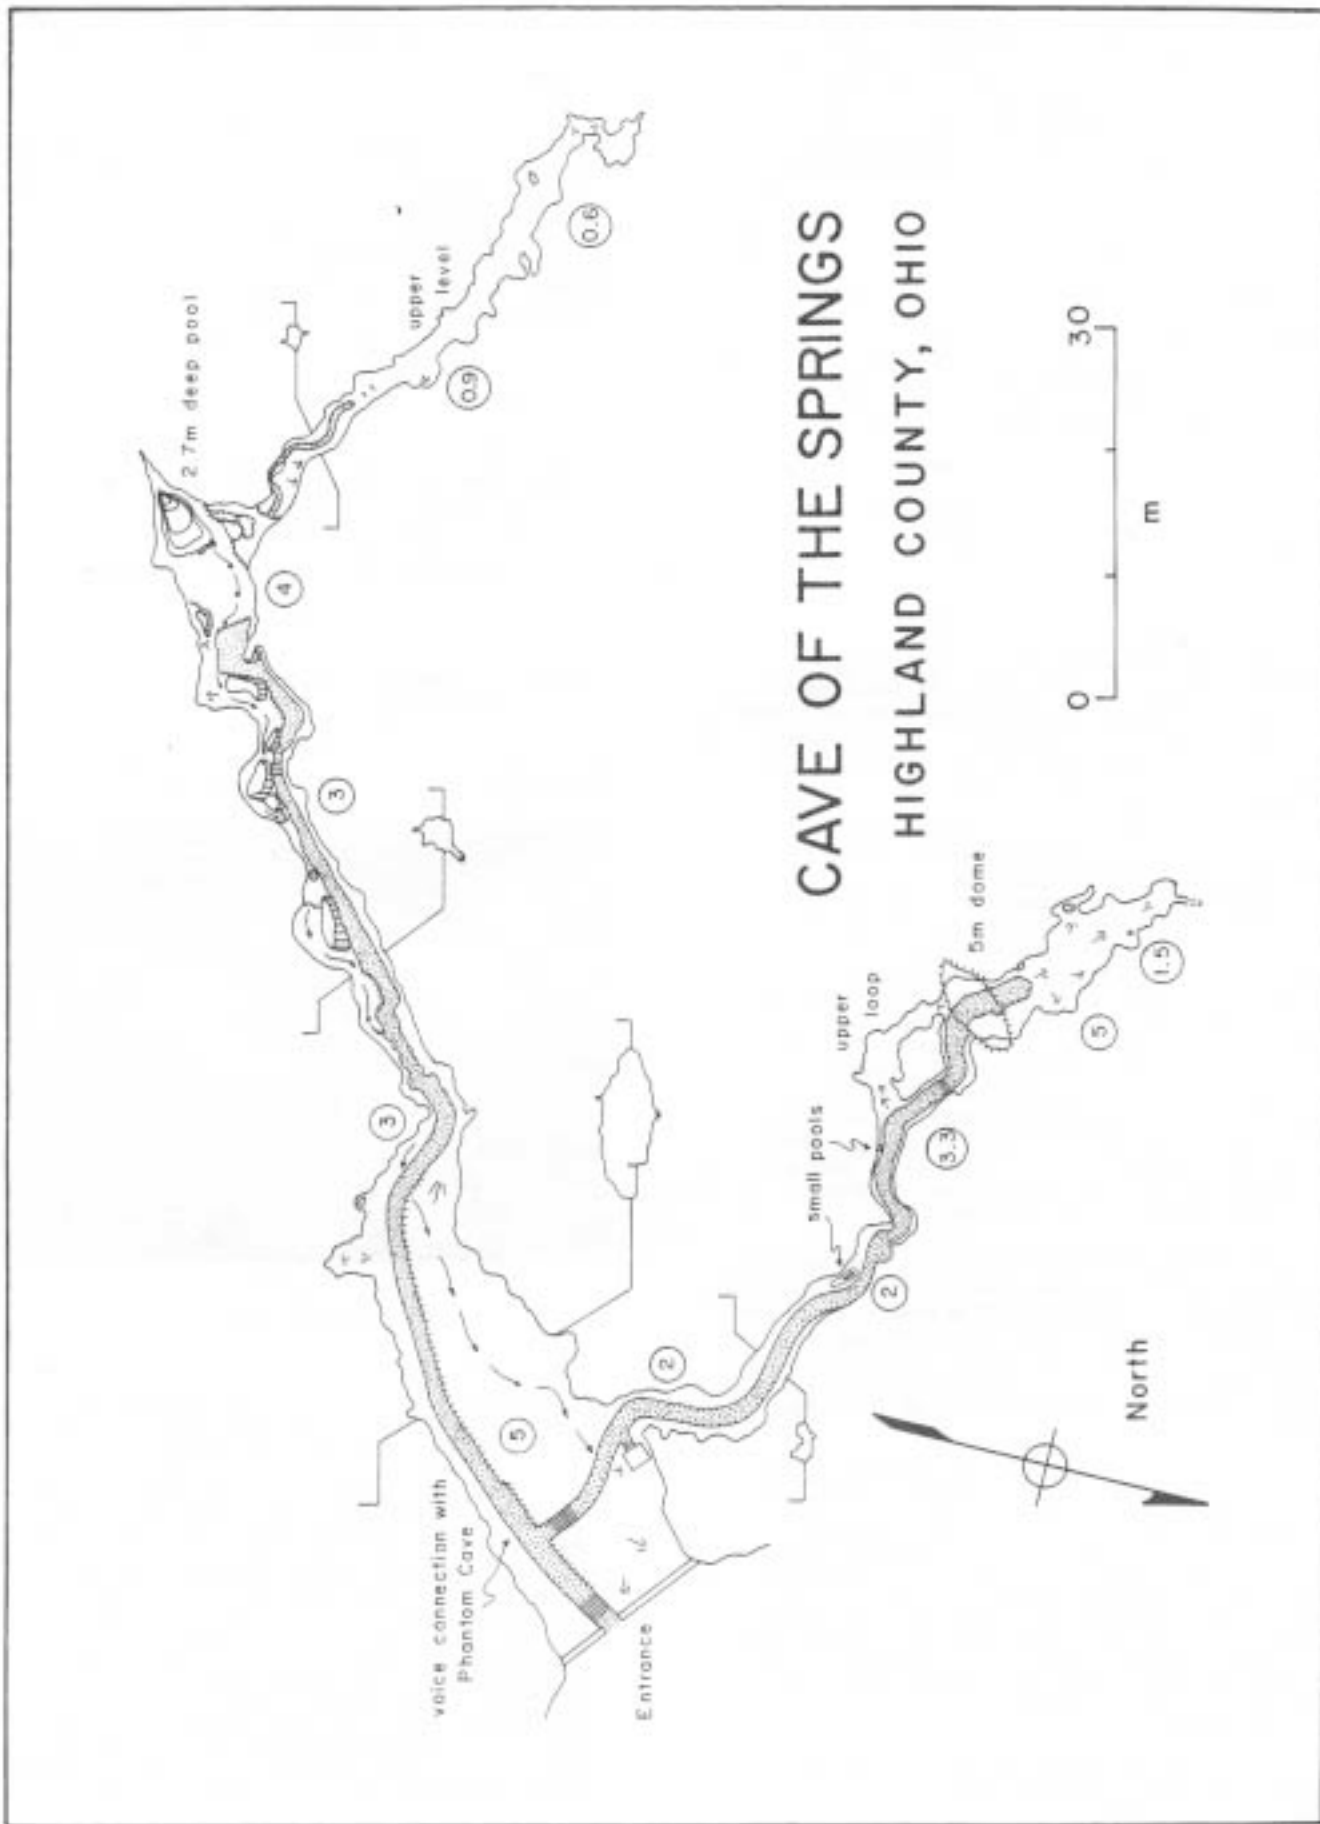 CAVE OF THE SPRINGS
HIGHLAND COUNTY, OHIO
0
30
m
2.7m deep pool
upper
level
0.6
0.9
4
3
3
5
voice connection with
Phantom Cave
Entrance
2
small pools
2
3.3
upper
loop
5m dome
5
1.5
North